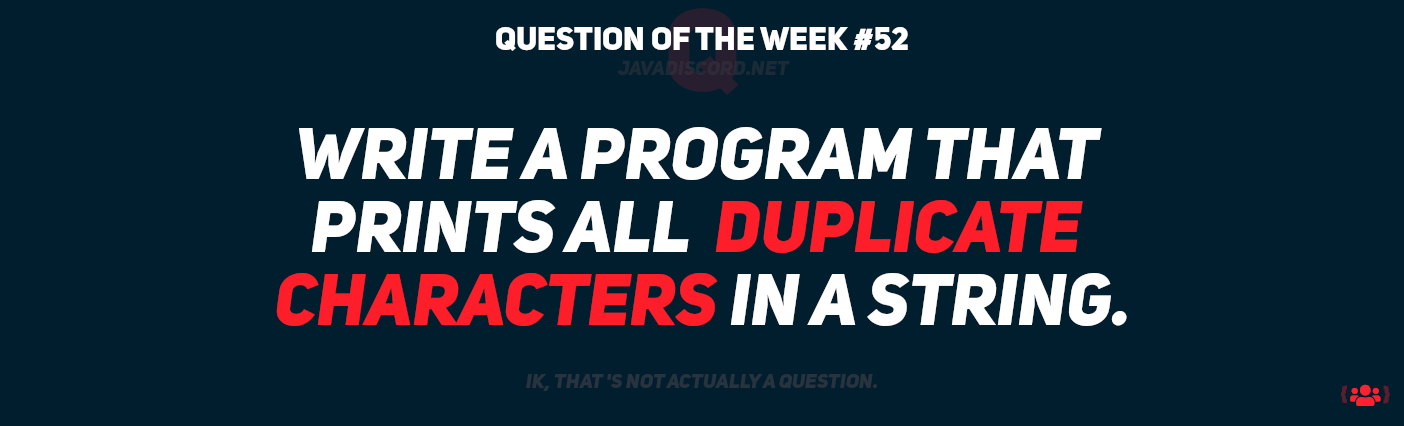 QUESTION OF THE WEEK #52
JAVADISCORD.NET
WRITE A PROGRAM THAT
PRINTS ALL DUPLICATE
CHARACTERS IN A STRING.
IK, THAT'S NOT ACTUALLY A QUESTION.